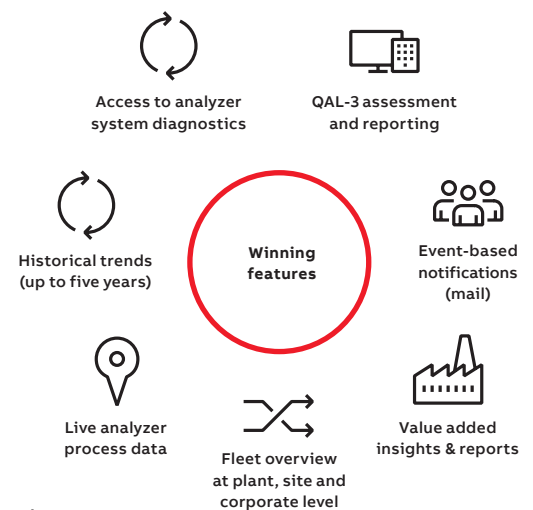 Access to analyzer
system diagnostics
QAL-3 assessment
and reporting
Historical trends
(up to five years)
Winning
features
Event-based
notifications
(mail)
Live analyzer
process data
Fleet overview
at plant, site and
corporate level
Value added
insights & reports